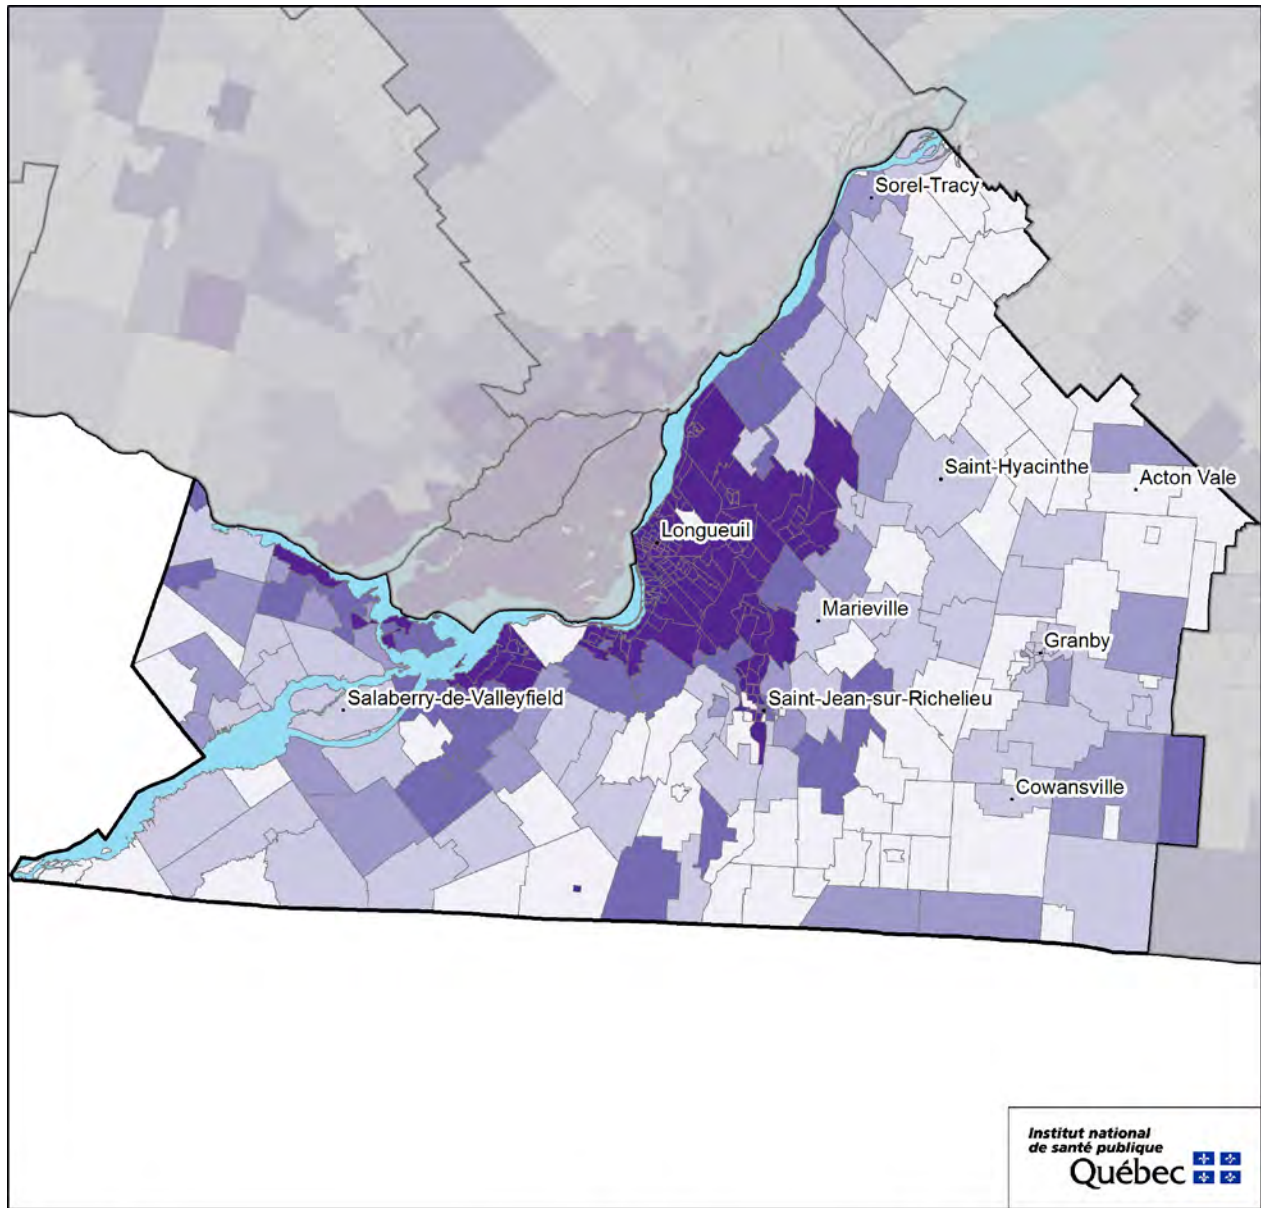 Sorel-Tracy
Saint-Hyacinthe
Acton Vale
Longueuil
Marieville
Granby
Salaberry-de-Valleyfield
Saint-Jean-sur-Richelieu
Cowansville
Institut national
de santé publique
Québec